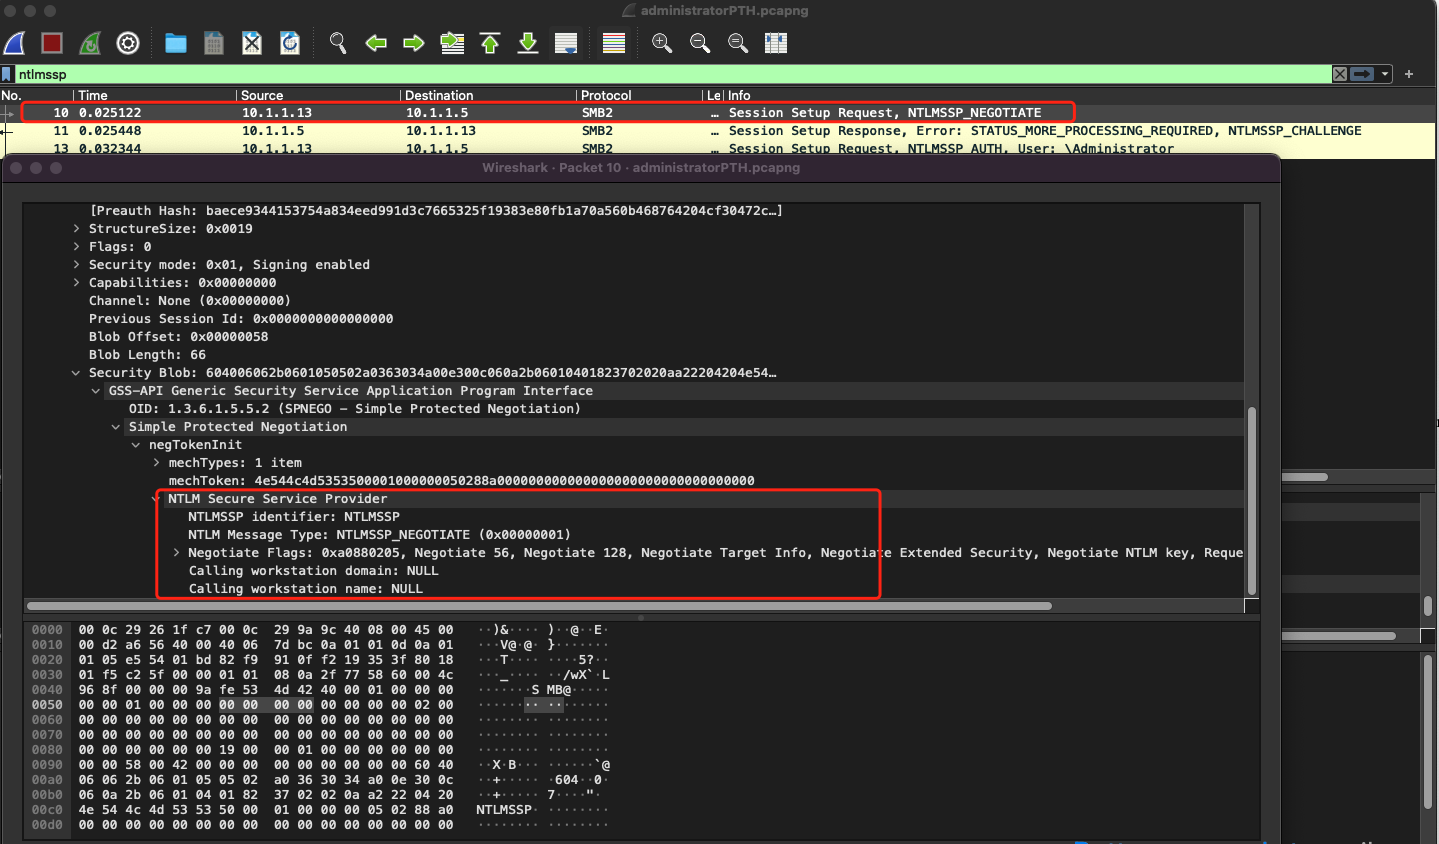 administratorPTH.pcapng
ntlmssp
No. Time Source Destination Protocol Le Info
10 0.025122 10.1.1.13 10.1.1.5 SMB2 … Session Setup Request, NTLMSSP_NEGOTIATE
11 0.025448 10.1.1.5 10.1.1.13 SMB2 … Session Setup Response, Error: STATUS_MORE_PROCESSING_REQUIRED, NTLMSSP_CHALLENGE
13 0.032344 10.1.1.13 10.1.1.5 SMB2 … Session Setup Request, NTLMSSP_AUTH, User: \Administrator
Wireshark · Packet 10 · administratorPTH.pcapng
[Preauth Hash: baece9344153754a834eed991d3c7665325f19383e80fb1a70a560b468764204cf30472c…]
StructureSize: 0x0019
Flags: 0
Security mode: 0x01, Signing enabled
Capabilities: 0x00000000
Channel: None (0x00000000)
Previous Session Id: 0x0000000000000000
Blob Offset: 0x00000058
Blob Length: 66
Security Blob: 604006062b0601050502a0363034a00e300c060a2b06010401823702020aa22204204e54…
GSS-API Generic Security Service Application Program Interface
OID: 1.3.6.1.5.5.2 (SPNEGO - Simple Protected Negotiation)
Simple Protected Negotiation
negTokenInit
mechTypes: 1 item
mechToken: 4e544c4d5353500001000000050288a000000000000000000000000000000000
NTLM Secure Service Provider
NTLMSSP identifier: NTLMSSP
NTLM Message Type: NTLMSSP_NEGOTIATE (0x00000001)
Negotiate Flags: 0xa0880205, Negotiate 56, Negotiate 128, Negotiate Target Info, Negotiate Extended Security, Negotiate NTLM key, Reque
Calling workstation domain: NULL
Calling workstation name: NULL
0000 00 0c 29 26 1f c7 00 0c 29 9a 9c 40 08 00 45 00 ··)&···· )··@··E·
0010 00 d2 a6 56 40 00 40 06 7d bc 0a 01 01 0d 0a 01 ···V@·@· }·······
0020 01 05 e5 54 01 bd 82 f9 91 0f f2 19 35 3f 80 18 ···T···· ····5?··
0030 01 f5 c2 5f 00 00 01 01 08 0a 2f 77 58 60 00 4c ···_···· ··/wX`·L
0040 96 8f 00 00 00 9a fe 53 4d 42 40 00 01 00 00 00 ·······S MB@·····
0050 00 00 01 00 00 00 00 00 00 00 00 00 00 00 02 00 ········ ········
0060 00 00 00 00 00 00 00 00 00 00 00 00 00 00 00 00 ········ ········
0070 00 00 00 00 00 00 00 00 00 00 00 00 00 00 00 00 ········ ········
0080 00 00 00 00 00 00 19 00 00 01 00 00 00 00 00 00 ········ ········
0090 00 00 58 00 42 00 00 00 00 00 00 00 00 00 60 40 ··X·B··· ······`@
00a0 06 06 2b 06 01 05 05 02 a0 36 30 34 a0 0e 30 0c ··+····· ·604··0·
00b0 06 0a 2b 06 01 04 01 82 37 02 02 0a a2 22 04 20 ··+····· 7····"·
00c0 4e 54 4c 4d 53 53 50 00 01 00 00 00 05 02 88 a0 NTLMSSP· ········
00d0 00 00 00 00 00 00 00 00 00 00 00 00 00 00 00 00 ········ ········